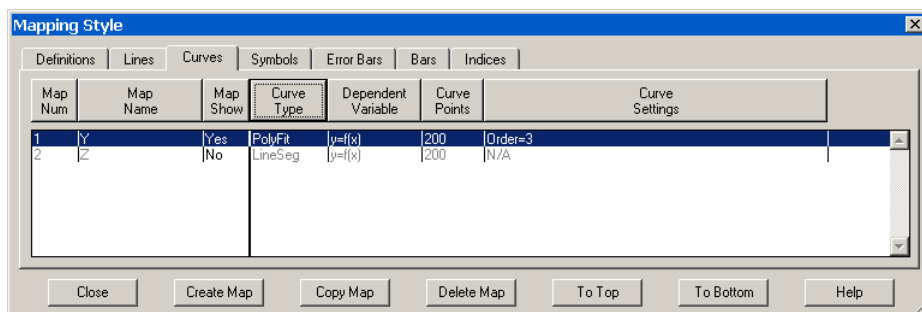 Mapping Style
Definitions Lines Curves Symbols Error Bars Bars Indices
Map Num Map Name Map Show Curve Type Dependent Variable Curve Points Curve Settings
1 Y Yes PolyFit y=f(x) 200 Order=3
2 Z No LineSeg y=f(x) 200 N/A
Close Create Map Copy Map Delete Map To Top To Bottom Help